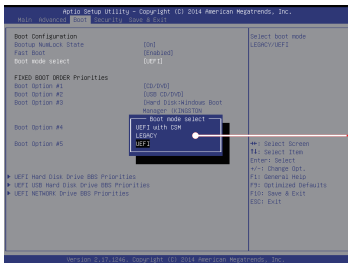 Aptio Setup Utility - Copyright (C) 2014 American Megatrends, Inc.
Main Advanced Boot Security Save & Exit
Boot Configuration
Bootup NumLock State [On]
Fast Boot [Enabled]
Boot mode select [UEFI]
FIXED BOOT ORDER Priorities
Boot Option #1 [CD/DVD]
Boot Option #2 [USB CD/DVD]
Boot Option #3 [Hard Disk:Windows Boot
Manager (KINGSTON
Boot Option #4
Boot Option #5
Boot mode select
UEFI with CSM
LEGACY
UEFI
UEFI Hard Disk Drive BBS Priorities
UEFI USB Hard Disk Drive BBS Priorities
UEFI NETWORK Drive BBS Priorities
Select boot mode
LEGACY/UEFI
→←: Select Screen
↑↓: Select Item
Enter: Select
+/-: Change Opt.
F1: General Help
F9: Optimized Defaults
F10: Save & Exit
ESC: Exit
Version 2.17.1246. Copyright (C) 2014 American Megatrends, Inc.